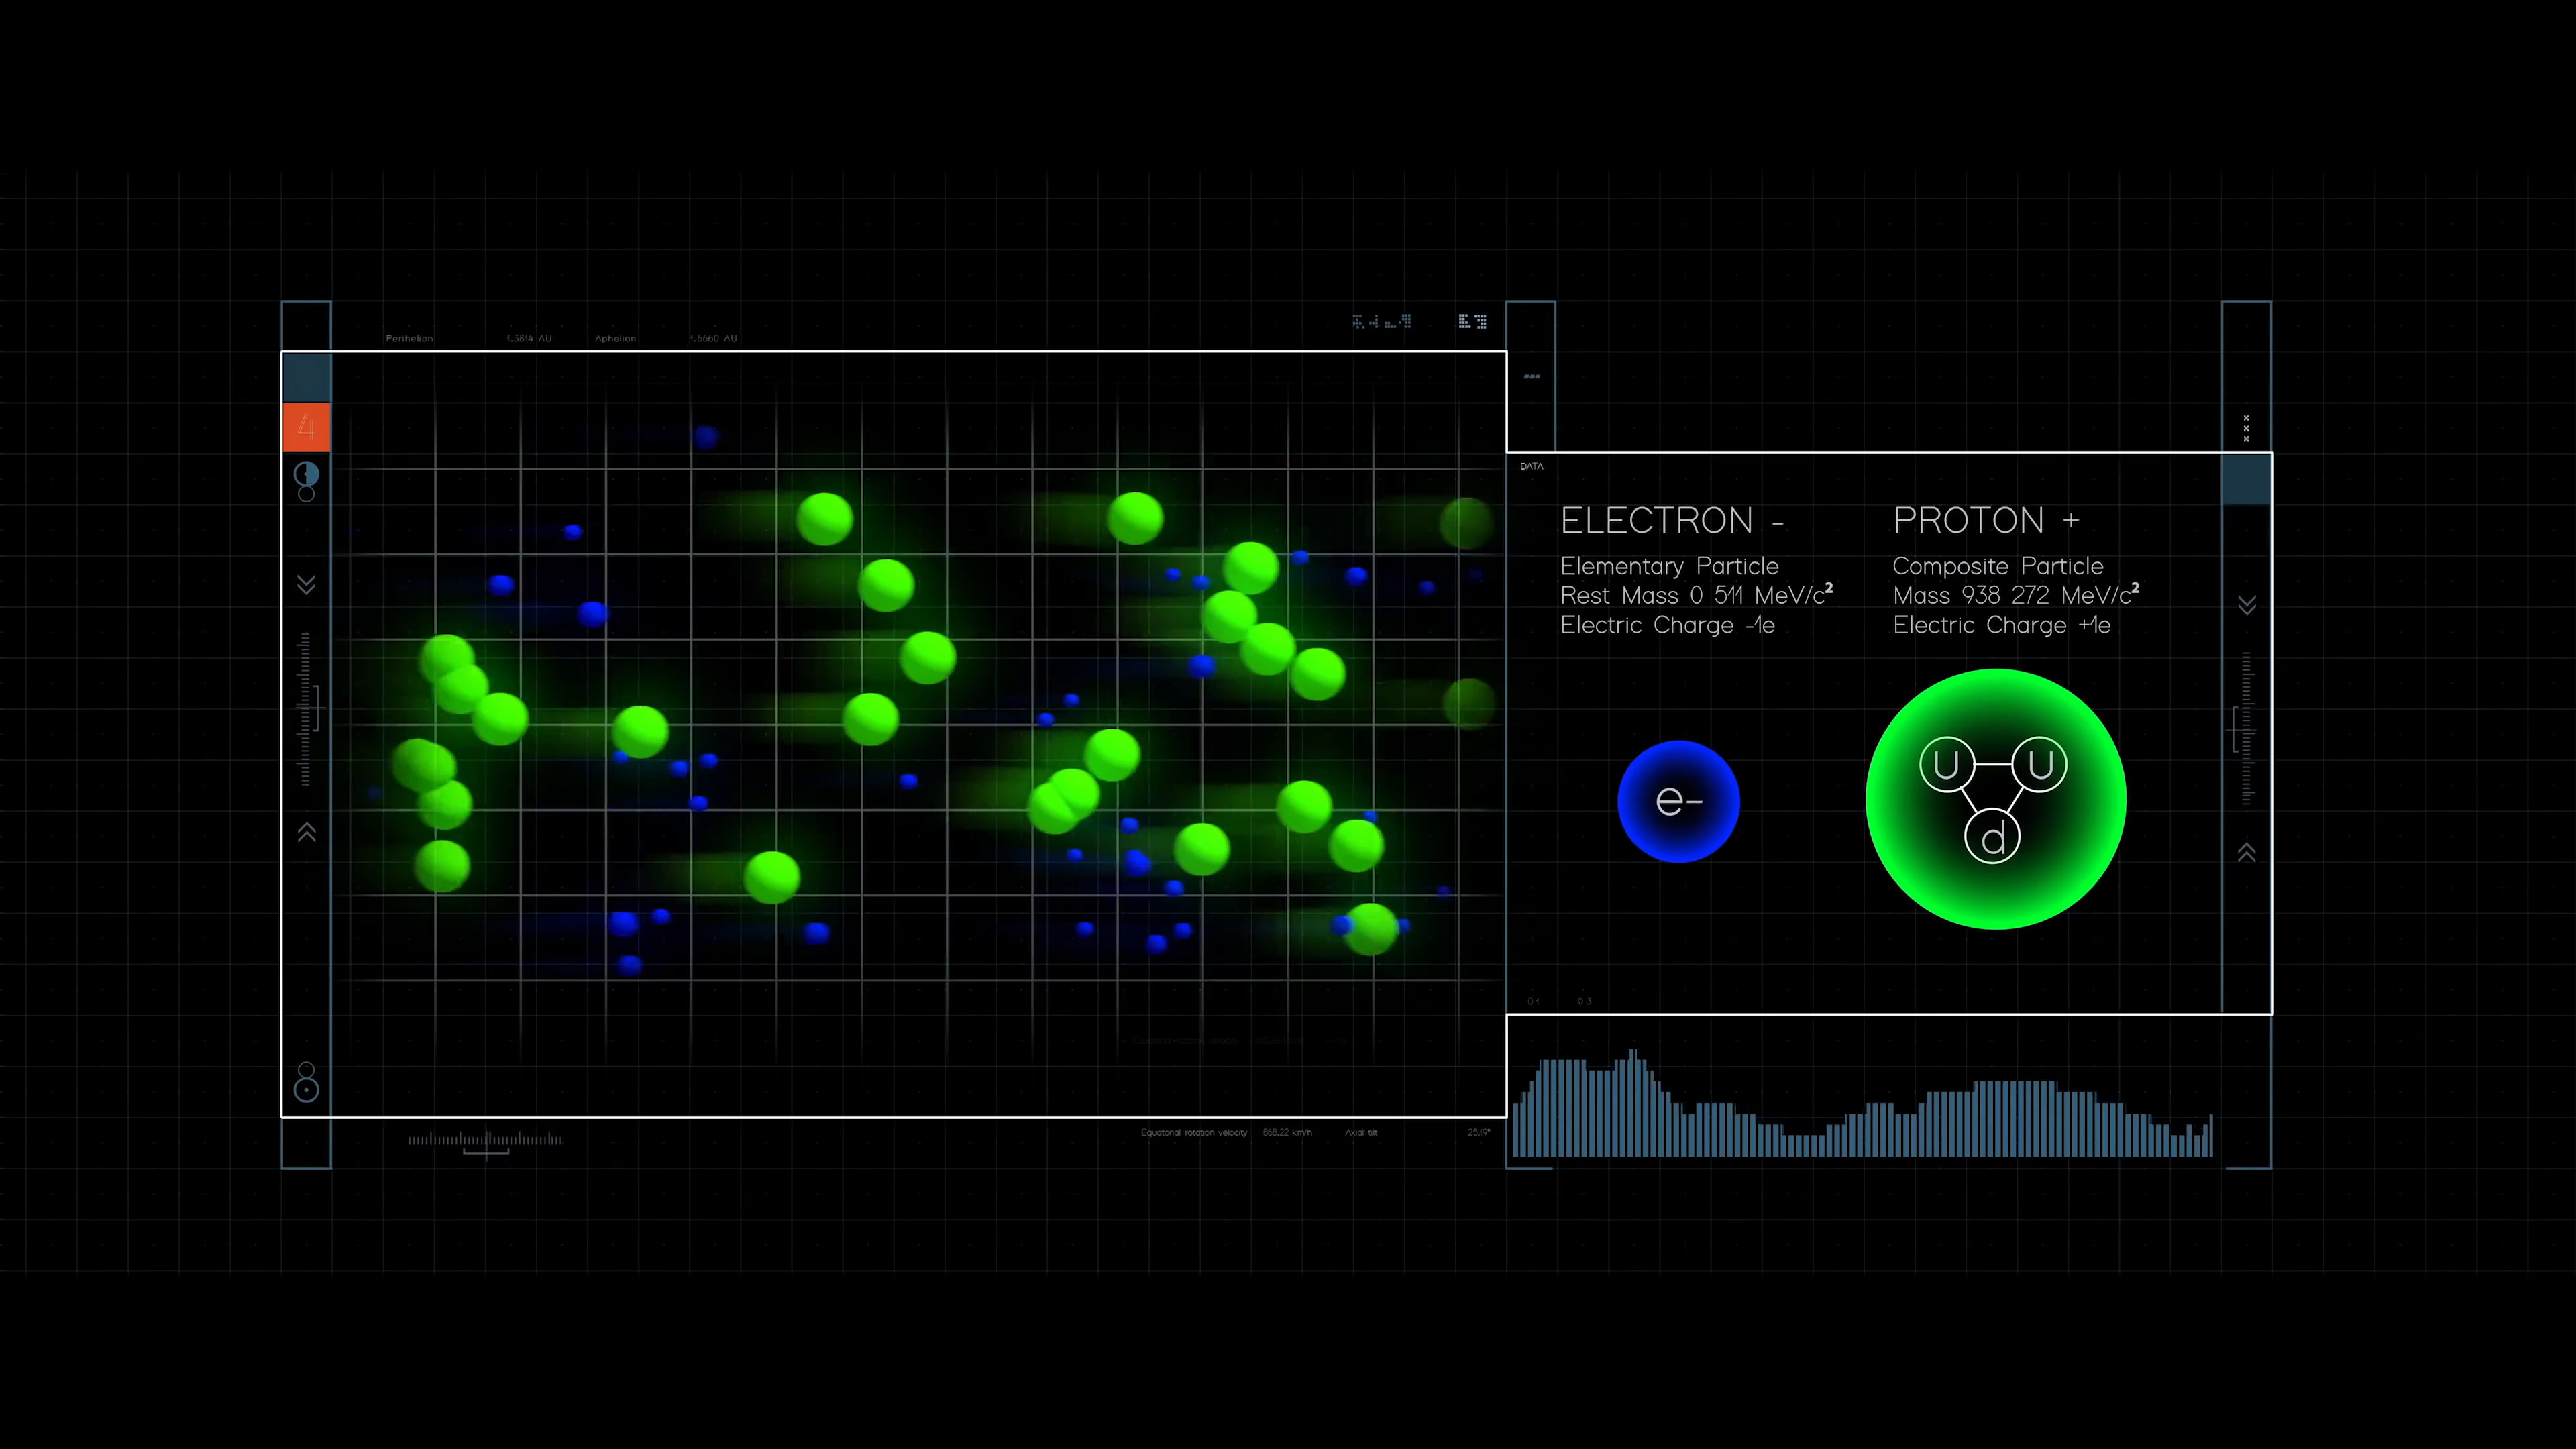 Perihelion 1.3814 AU Aphelion 1.6660 AU
4
DATA
ELECTRON -
Elementary Particle
Rest Mass 0 511 MeV/c²
Electric Charge -1e
PROTON +
Composite Particle
Mass 938 272 MeV/c²
Electric Charge +1e
e-
U U
d
01 03
Equatorial rotation velocity 868.22 km/h Axial tilt 25.19°